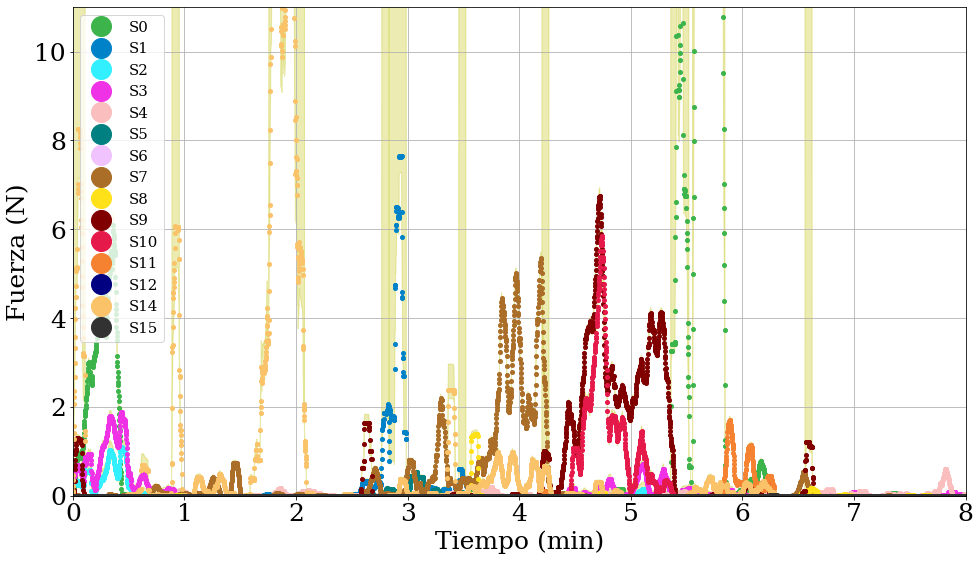 10
8
6
4
2
0
Fuerza (N)
S0
S1
S2
S3
S4
S5
S6
S7
S8
S9
S10
S11
S12
S14
S15
0 1 2 3 4 5 6 7 8
Tiempo (min)